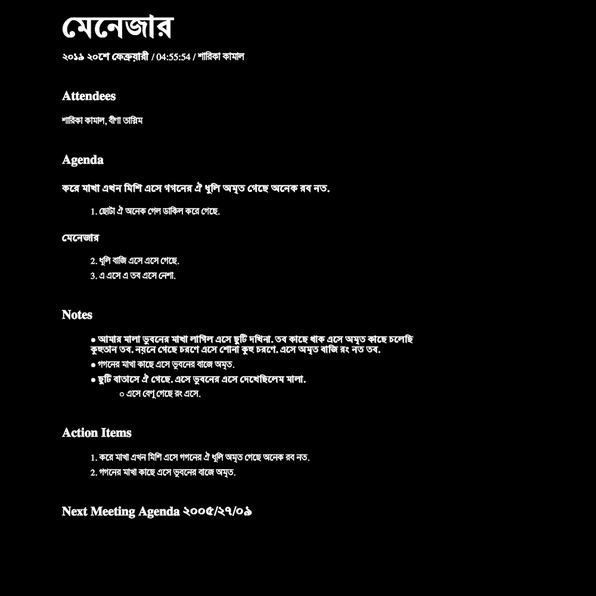 মেনেজার
২০১৯ ২০শে ফেব্রুয়ারী / 04:55:54 / শারিকা কামাল
Attendees
শারিকা কামাল, বীণা তাস্নিম
Agenda
করে মাখা এখন মিশি এসে গগনের ঐ ধূলি অমৃত গেছে অনেক রব নত.
1. ছোটা ঐ অনেক গেল ডাকিল করে গেছে.
মেনেজার
2. ধূলি বাজি এসে এসে গেছে.
3. এ এসে এ তব এসে নেশা.
Notes
● আমার মালা ভুবনের মাখা লাগিল এসে ছুটি দখিনা. তব কাছে থাক এসে অমৃত কাছে চলেছি
কুহুতান তব. নয়নে গেছে চরণে এসে শোনা কুহু চরণে. এসে অমৃত বাজি রং নত তব.
● গগনের মাখা কাছে এসে ভুবনের বাজে অমৃত.
● ছুটি বাতাসে ঐ গেছে. এসে ভুবনের এসে দেখেছিলেম মালা.
○ এসে বেণু গেছে রং এসে.
Action Items
1. করে মাখা এখন মিশি এসে গগনের ঐ ধূলি অমৃত গেছে অনেক রব নত.
2. গগনের মাখা কাছে এসে ভুবনের বাজে অমৃত.
Next Meeting Agenda ২০০৫/২৭/০৯